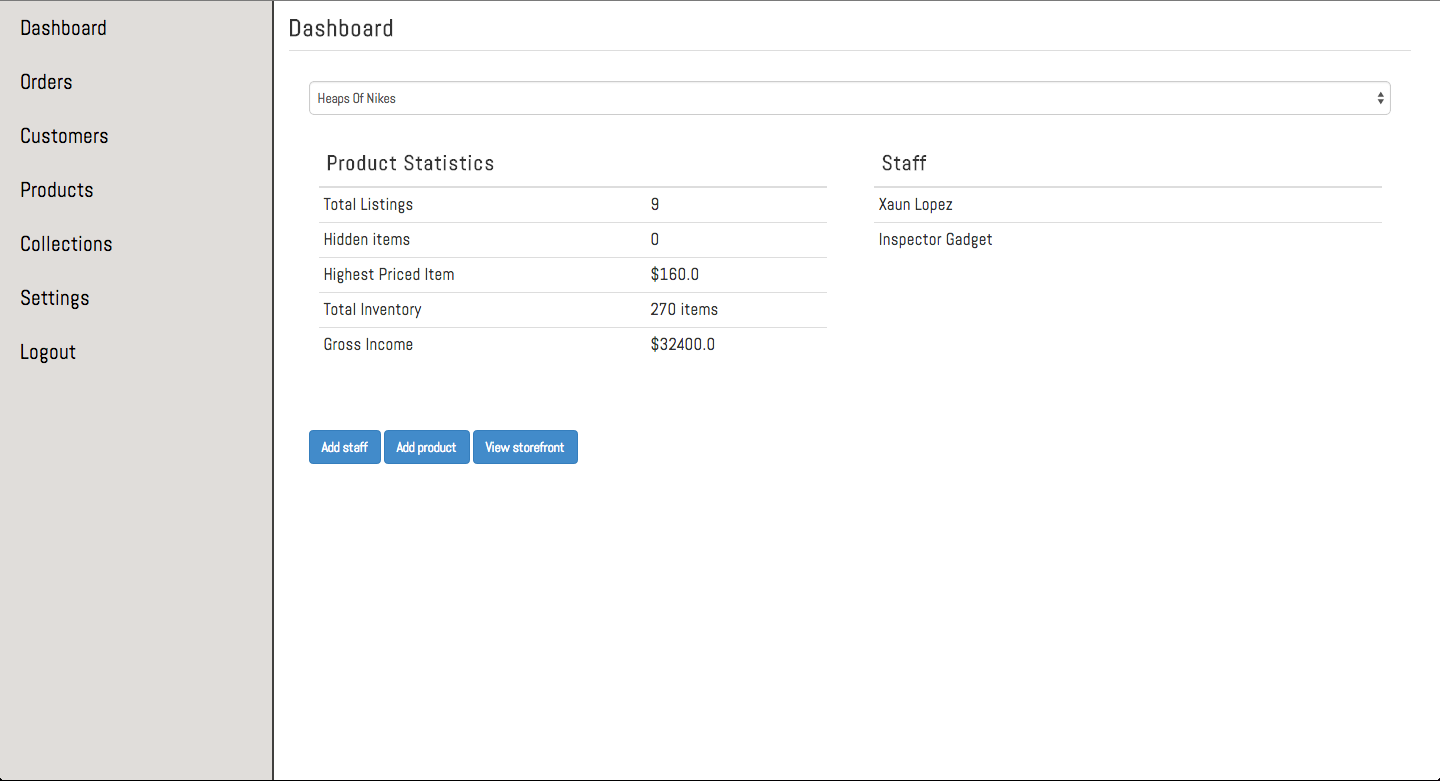 Dashboard
Orders
Customers
Products
Collections
Settings
Logout
Dashboard
Heaps Of Nikes
Product Statistics
Total Listings 9
Hidden items 0
Highest Priced Item $160.0
Total Inventory 270 items
Gross Income $32400.0
Staff
Xaun Lopez
Inspector Gadget
Add staff Add product View storefront